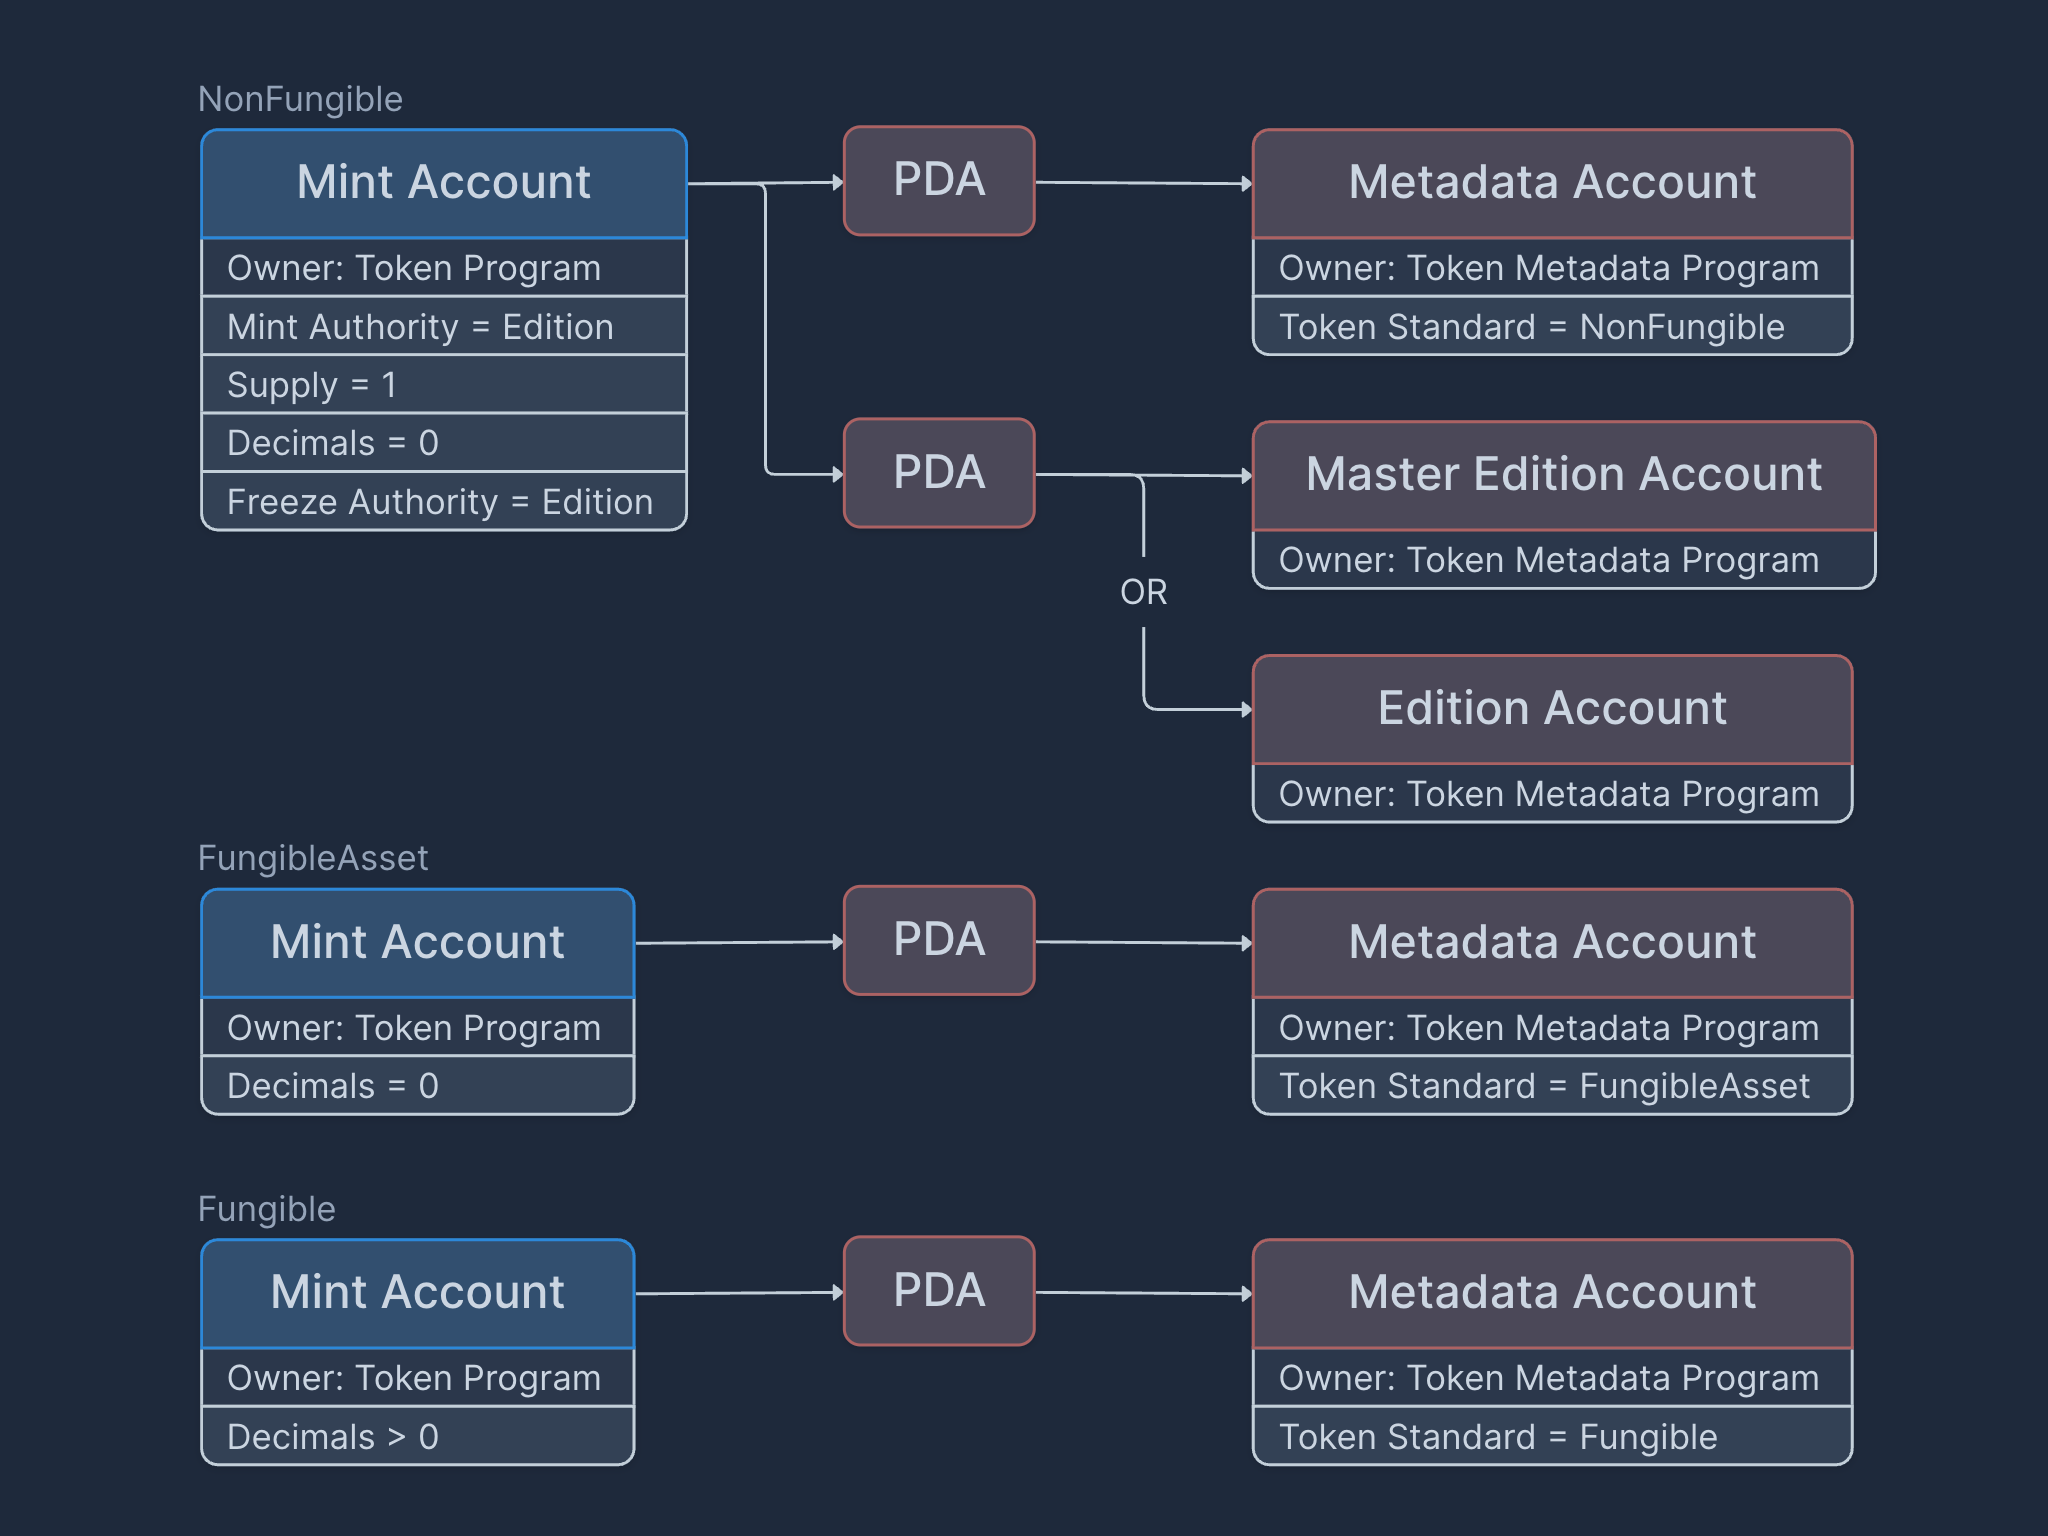 NonFungible
Mint Account
Owner: Token Program
Mint Authority = Edition
Supply = 1
Decimals = 0
Freeze Authority = Edition
PDA
Metadata Account
Owner: Token Metadata Program
Token Standard = NonFungible
PDA
Master Edition Account
Owner: Token Metadata Program
OR
Edition Account
Owner: Token Metadata Program
FungibleAsset
Mint Account
Owner: Token Program
Decimals = 0
PDA
Metadata Account
Owner: Token Metadata Program
Token Standard = FungibleAsset
Fungible
Mint Account
Owner: Token Program
Decimals > 0
PDA
Metadata Account
Owner: Token Metadata Program
Token Standard = Fungible